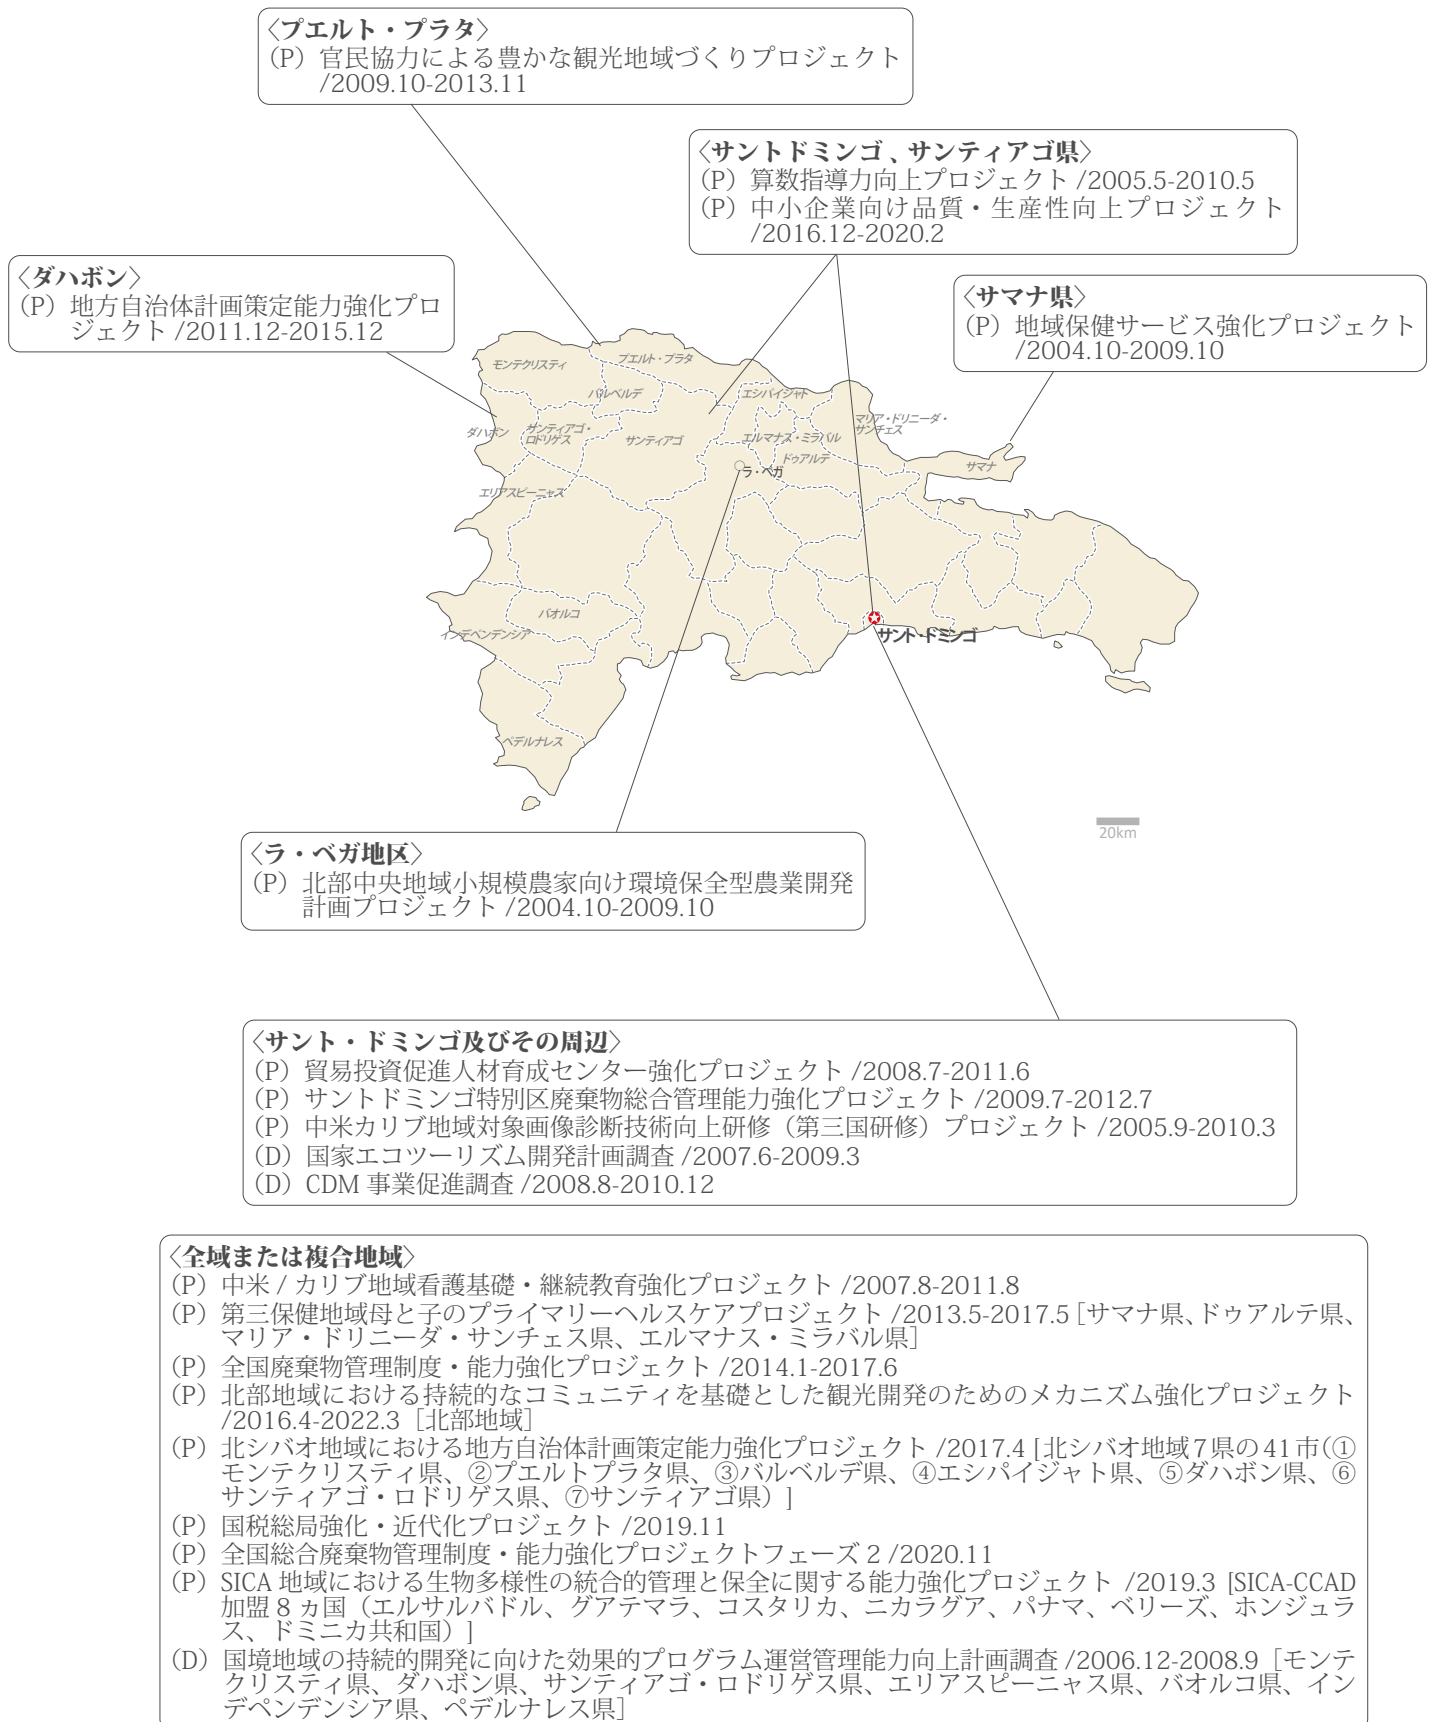 〈プエルト・プラタ〉
（P）官民協力による豊かな観光地域づくりプロジェクト
/2009.10-2013.11
〈サントドミンゴ、サンティアゴ県〉
（P）算数指導力向上プロジェクト /2005.5-2010.5
（P）中小企業向け品質・生産性向上プロジェクト
/2016.12-2020.2
〈ダハボン〉
（P）地方自治体計画策定能力強化プロ
ジェクト /2011.12-2015.12
〈サマナ県〉
（P）地域保健サービス強化プロジェクト
/2004.10-2009.10
モンテクリスティ
プエルト・プラタ
バルベルデ
エシパイジャト
マリア・ドリニーダ・
サンチェス
ダハボン
サンティアゴ・
ロドリゲス
サンティアゴ
エルマナス・ミラバル
ドゥアルテ
サマナ
ラ・ベガ
エリアスピーニャス
バオルコ
インデペンデンシア
サント・ドミンゴ
ペデルナレス
20km
〈ラ・ベガ地区〉
（P）北部中央地域小規模農家向け環境保全型農業開発
計画プロジェクト /2004.10-2009.10
〈サント・ドミンゴ及びその周辺〉
（P）貿易投資促進人材育成センター強化プロジェクト /2008.7-2011.6
（P）サントドミンゴ特別区廃棄物総合管理能力強化プロジェクト /2009.7-2012.7
（P）中米カリブ地域対象画像診断技術向上研修（第三国研修）プロジェクト /2005.9-2010.3
（D）国家エコツーリズム開発計画調査 /2007.6-2009.3
（D）CDM 事業促進調査 /2008.8-2010.12
〈全域または複合地域〉
（P）中米 / カリブ地域看護基礎・継続教育強化プロジェクト /2007.8-2011.8
（P）第三保健地域母と子のプライマリーヘルスケアプロジェクト /2013.5-2017.5 [サマナ県、ドゥアルテ県、
マリア・ドリニーダ・サンチェス県、エルマナス・ミラバル県]
（P）全国廃棄物管理制度・能力強化プロジェクト /2014.1-2017.6
（P）北部地域における持続的なコミュニティを基礎とした観光開発のためのメカニズム強化プロジェクト
/2016.4-2022.3［北部地域］
（P）北シバオ地域における地方自治体計画策定能力強化プロジェクト /2017.4 [北シバオ地域７県の41市（①
モンテクリスティ県、②プエルトプラタ県、③バルベルデ県、④エシパイジャト県、⑤ダハボン県、⑥
サンティアゴ・ロドリゲス県、⑦サンティアゴ県）]
（P）国税総局強化・近代化プロジェクト /2019.11
（P）全国総合廃棄物管理制度・能力強化プロジェクトフェーズ 2 /2020.11
（P）SICA 地域における生物多様性の統合的管理と保全に関する能力強化プロジェクト /2019.3 [SICA-CCAD
加盟 8 ヵ国（エルサルバドル、グアテマラ、コスタリカ、ニカラグア、パナマ、ベリーズ、ホンジュラ
ス、ドミニカ共和国）]
（D）国境地域の持続的開発に向けた効果的プログラム運営管理能力向上計画調査 /2006.12-2008.9［モンテ
クリスティ県、ダハボン県、サンティアゴ・ロドリゲス県、エリアスピーニャス県、バオルコ県、イン
デペンデンシア県、ペデルナレス県］